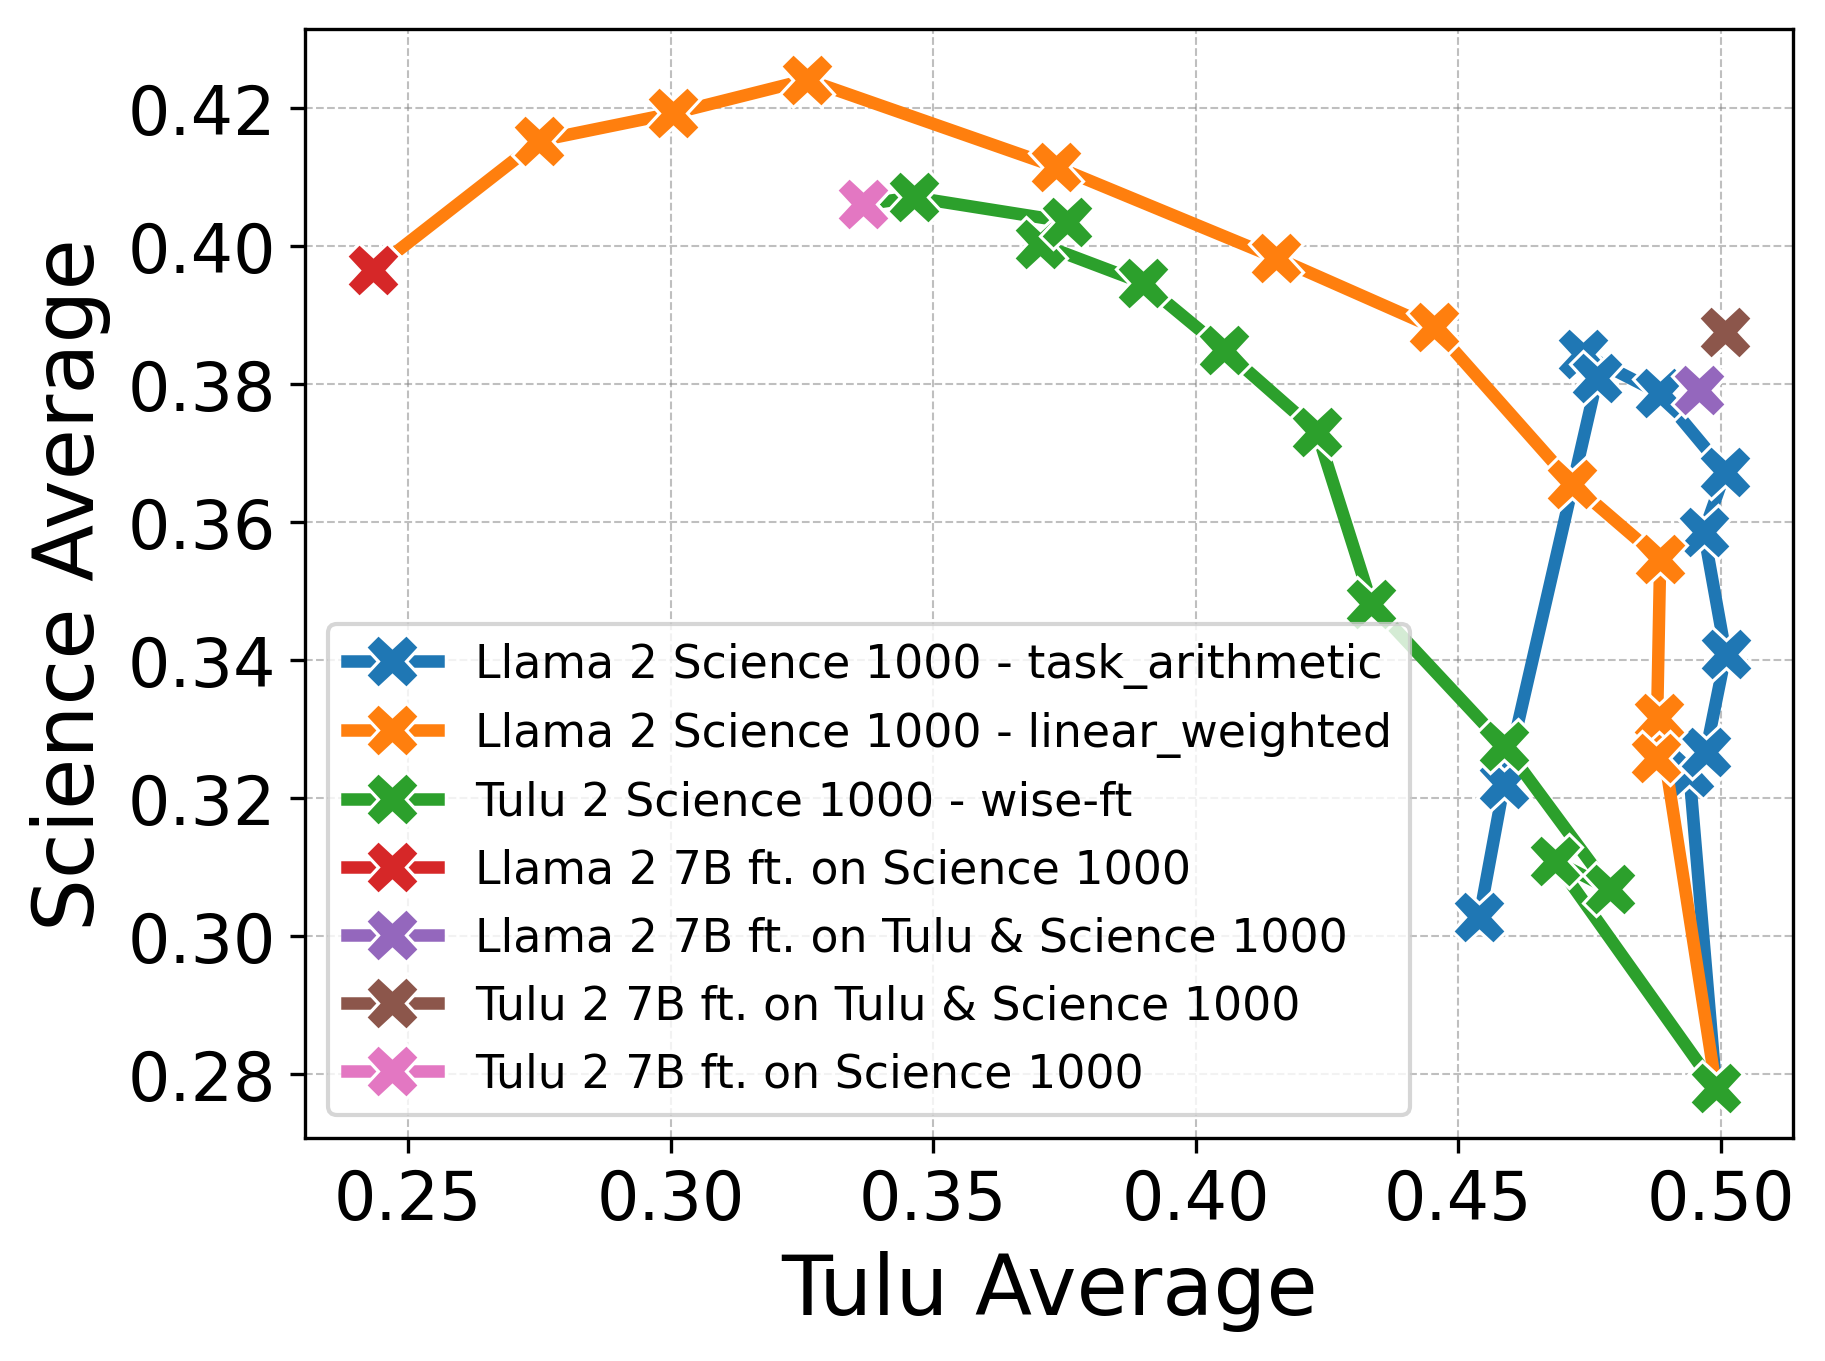 0.42
0.40
0.38
0.36
0.34
0.32
0.30
0.28
Science Average
Llama 2 Science 1000 - task_arithmetic
Llama 2 Science 1000 - linear_weighted
Tulu 2 Science 1000 - wise-ft
Llama 2 7B ft. on Science 1000
Llama 2 7B ft. on Tulu & Science 1000
Tulu 2 7B ft. on Tulu & Science 1000
Tulu 2 7B ft. on Science 1000
0.25 0.30 0.35 0.40 0.45 0.50
Tulu Average